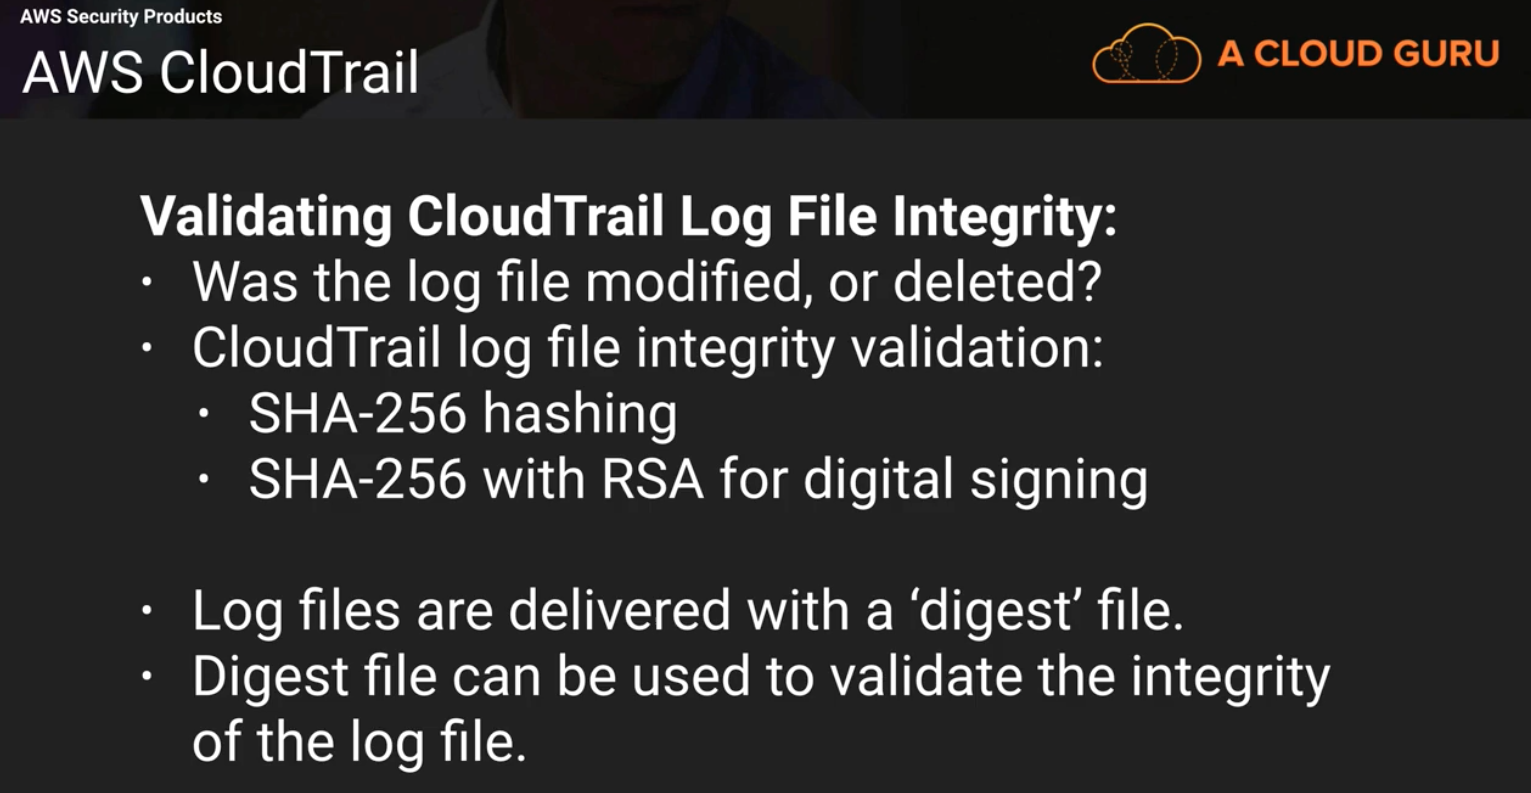 AWS Security Products
AWS CloudTrail
A CLOUD GURU
Validating CloudTrail Log File Integrity:
· Was the log file modified, or deleted?
· CloudTrail log file integrity validation:
· SHA-256 hashing
· SHA-256 with RSA for digital signing
· Log files are delivered with a ‘digest’ file.
· Digest file can be used to validate the integrity
of the log file.